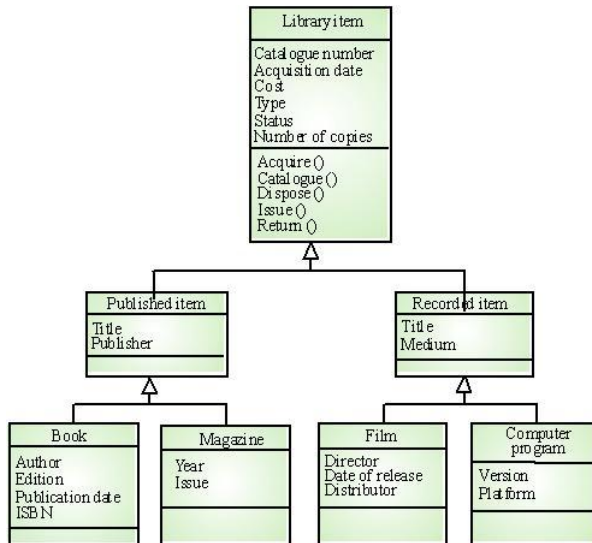 Library item
Catalogue number
Acquisition date
Cost
Type
Status
Number of copies
Acquire ()
Catalogue ()
Dispose ()
Issue ()
Return ()
Published item
Title
Publisher
Recorded item
Title
Medium
Book
Author
Edition
Publication date
ISBN
Magazine
Year
Issue
Film
Director
Date of release
Distributor
Computer
program
Version
Platform